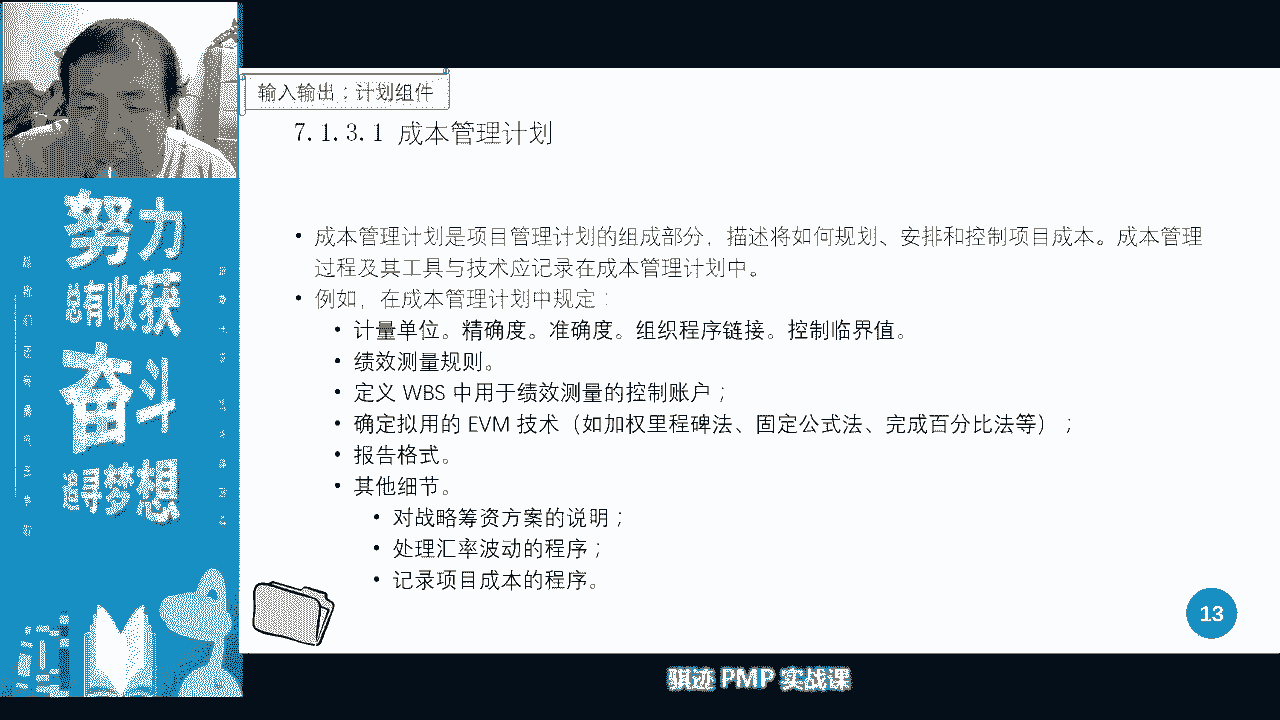 输入输出：计划组件
7.1.3.1 成本管理计划
努力
总有收获
奋斗
追寻梦想
• 成本管理计划是项目管理计划的组成部分，描述将如何规划、安排和控制项目成本。成本管理
过程及其工具与技术应记录在成本管理计划中。
• 例如，在成本管理计划中规定：
• 计量单位。精确度。准确度。组织程序链接。控制临界值。
• 绩效测量规则。
• 定义 WBS 中用于绩效测量的控制账户；
• 确定拟用的 EVM 技术（如加权里程碑法、固定公式法、完成百分比法等）；
• 报告格式。
• 其他细节。
• 对战略筹资方案的说明；
• 处理汇率波动的程序；
• 记录项目成本的程序。
13
骐迹 PMP 实战课